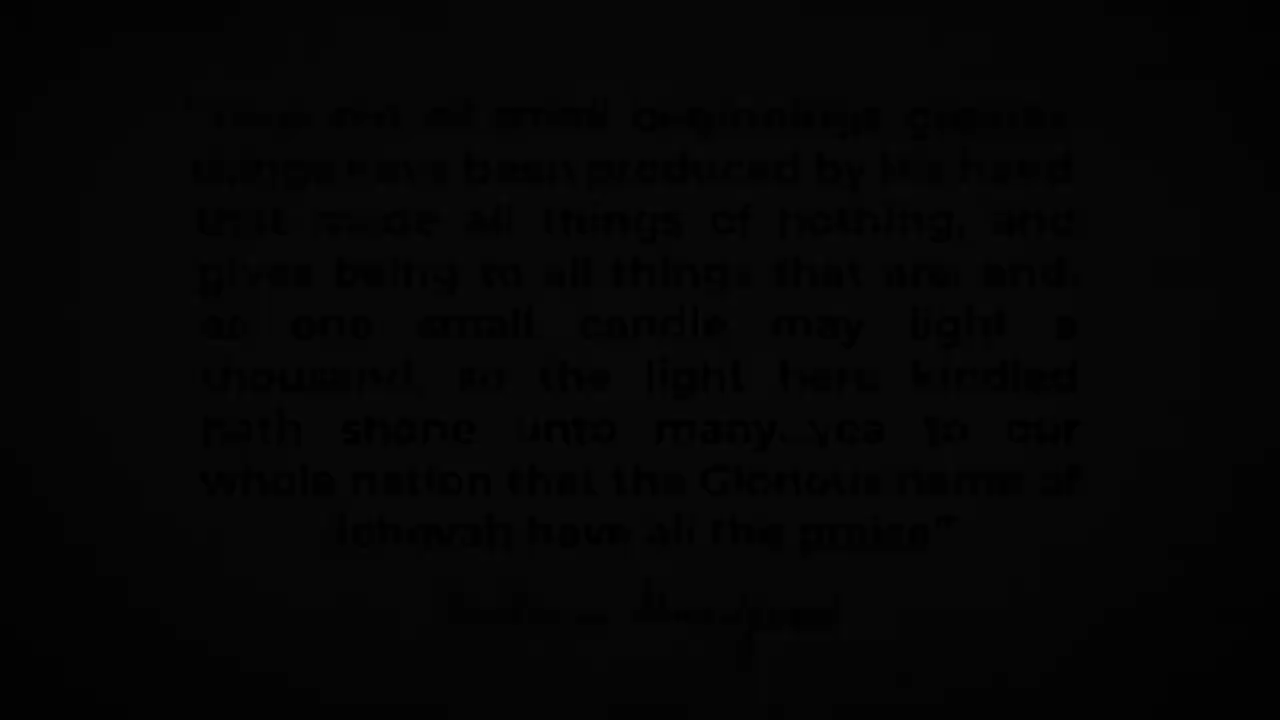 "Thus out of small beginnings greater
things have been produced by His hand
that made all things of nothing, and
gives being to all things that are; and,
as one small candle may light a
thousand, so the light here kindled
hath shone unto many...yea to our
whole nation that the Glorious name of
Jehovah have all the praise"
William Bradford